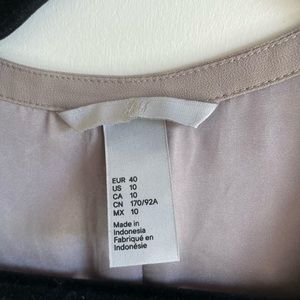 EUR 40
US 10
CA 10
CN 170/92A
MX 10
Made in
Indonesia
Fabriqué en
Indonésie